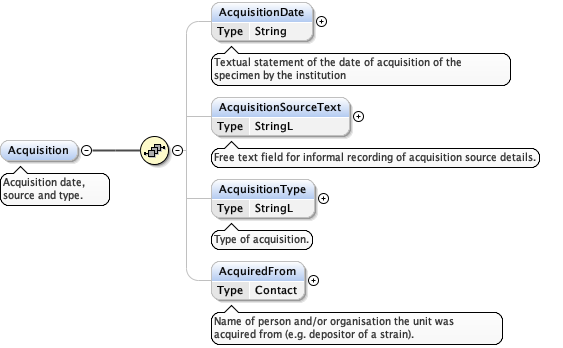 AcquisitionDate
Type String
Textual statement of the date of acquisition of the
specimen by the institution
AcquisitionSourceText
Type StringL
Free text field for informal recording of acquisition source details.
Acquisition
Acquisition date,
source and type.
AcquisitionType
Type StringL
Type of acquisition.
AcquiredFrom
Type Contact
Name of person and/or organisation the unit was
acquired from (e.g. depositor of a strain).